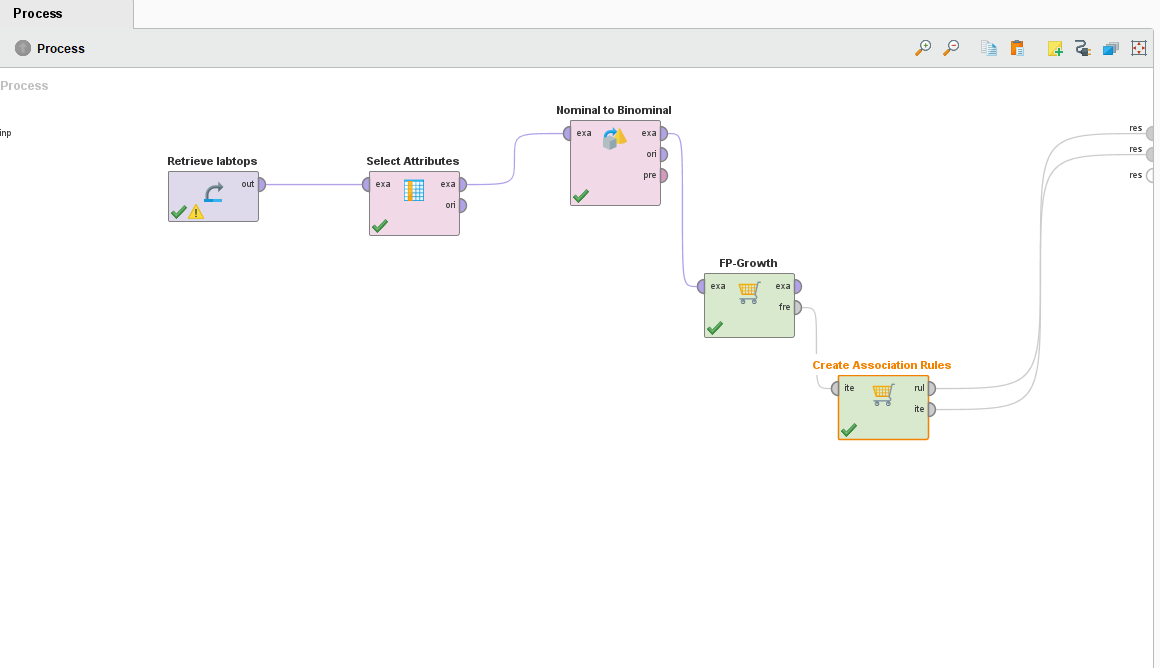 Process
Process
Process
inp
Retrieve labtops
out
Select Attributes
exa
exa
ori
Nominal to Binominal
exa
exa
ori
pre
FP-Growth
exa
exa
fre
Create Association Rules
ite
rul
ite
res
res
res